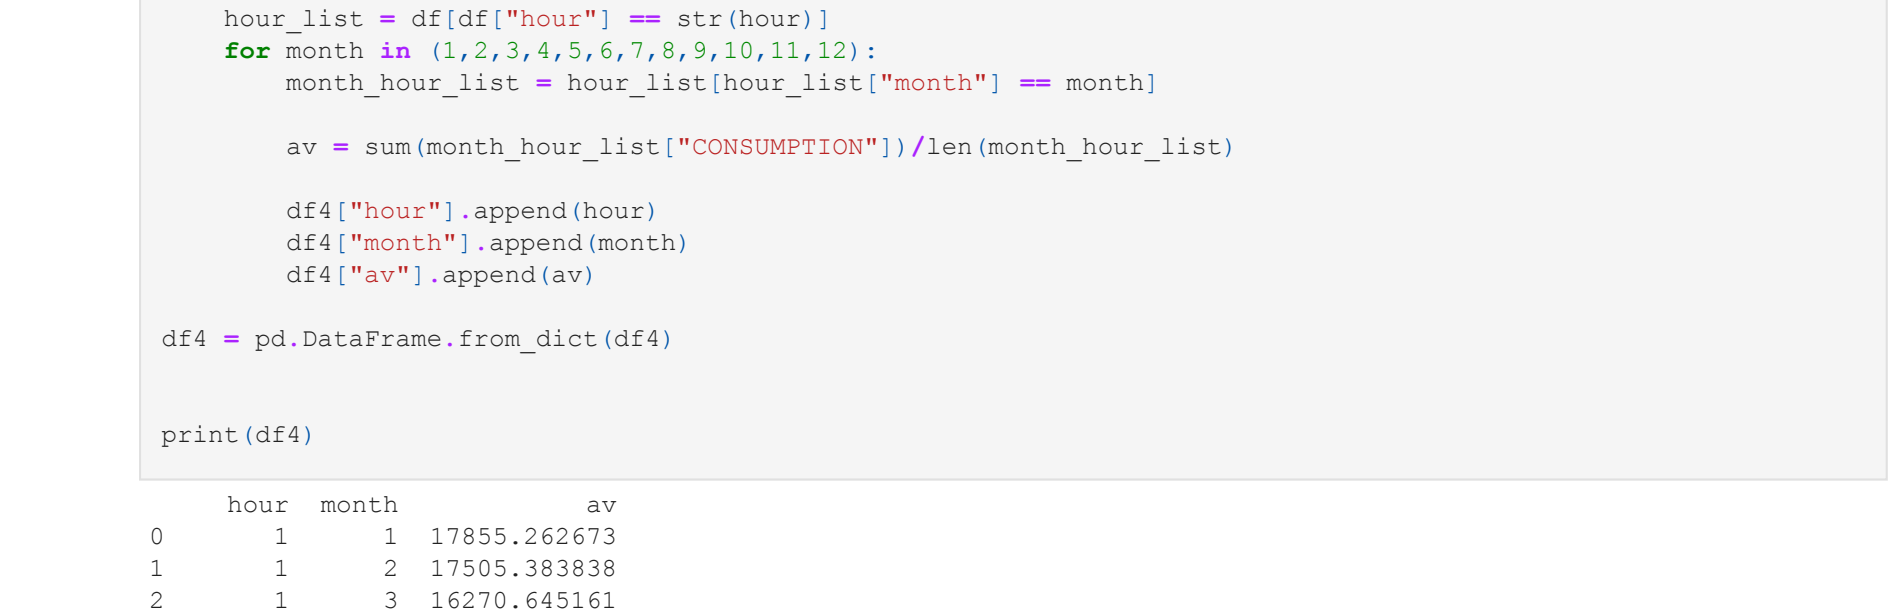 hour_list = df[df["hour"] == str(hour)]
for month in (1,2,3,4,5,6,7,8,9,10,11,12):
month_hour_list = hour_list[hour_list["month"] == month]
av = sum(month_hour_list["CONSUMPTION"])/len(month_hour_list)
df4["hour"].append(hour)
df4["month"].append(month)
df4["av"].append(av)
df4 = pd.DataFrame.from_dict(df4)
print(df4)
hour month av
0 1 1 17855.262673
1 1 2 17505.383838
2 1 3 16270.645161